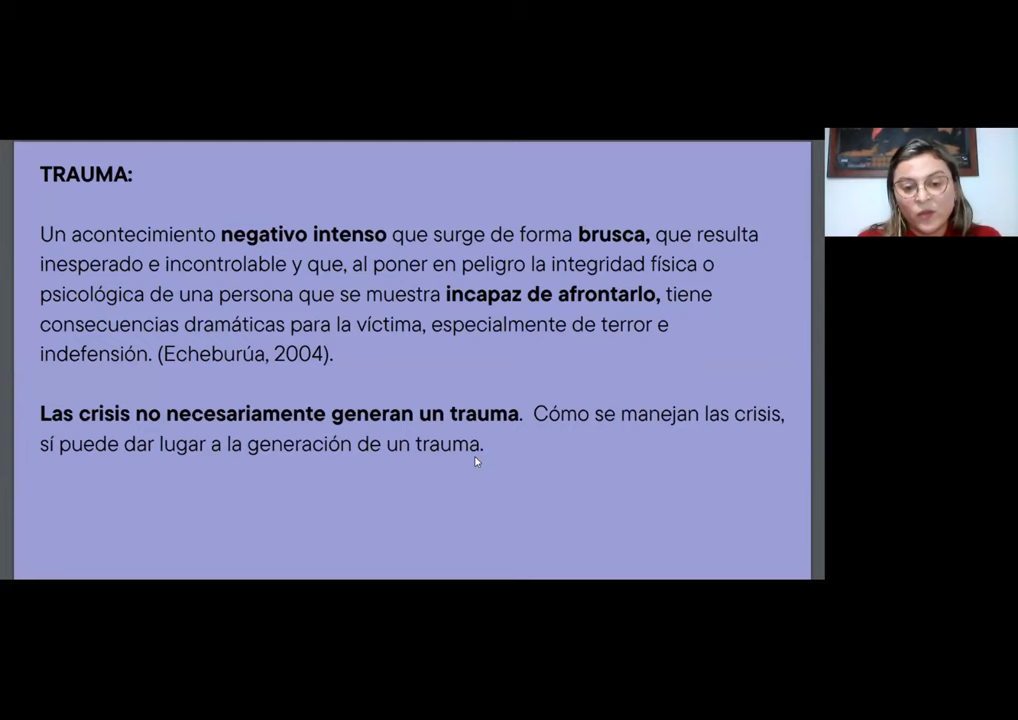 TRAUMA:
Un acontecimiento negativo intenso que surge de forma brusca, que resulta
inesperado e incontrolable y que, al poner en peligro la integridad física o
psicológica de una persona que se muestra incapaz de afrontarlo, tiene
consecuencias dramáticas para la víctima, especialmente de terror e
indefensión. (Echeburúa, 2004).
Las crisis no necesariamente generan un trauma.  Cómo se manejan las crisis,
sí puede dar lugar a la generación de un trauma.